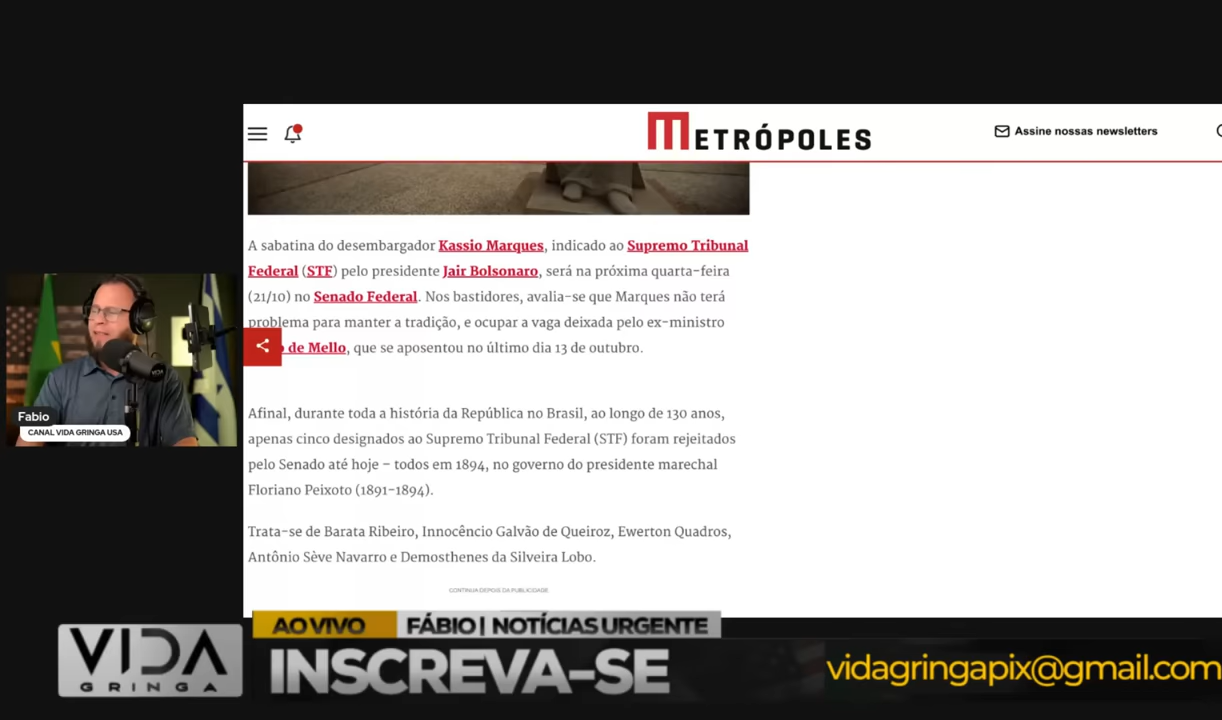 METRÓPOLES
Assine nossas newsletters
A sabatina do desembargador Kassio Marques, indicado ao Supremo Tribunal
Federal (STF) pelo presidente Jair Bolsonaro, será na próxima quarta-feira
(21/10) no Senado Federal. Nos bastidores, avalia-se que Marques não terá
problema para manter a tradição, e ocupar a vaga deixada pelo ex-ministro
de Mello, que se aposentou no último dia 13 de outubro.
Afinal, durante toda a história da República no Brasil, ao longo de 130 anos,
apenas cinco designados ao Supremo Tribunal Federal (STF) foram rejeitados
pelo Senado até hoje – todos em 1894, no governo do presidente marechal
Floriano Peixoto (1891-1894).
Trata-se de Barata Ribeiro, Innocêncio Galvão de Queiroz, Ewerton Quadros,
Antônio Sève Navarro e Demosthenes da Silveira Lobo.
CONTINUA DEPOIS DA PUBLICIDADE
Fabio
CANAL VIDA GRINGA USA
VIDA
GRINGA
AO VIVO FÁBIO | NOTÍCIAS URGENTE
INSCREVA-SE
vidagringapix@gmail.com